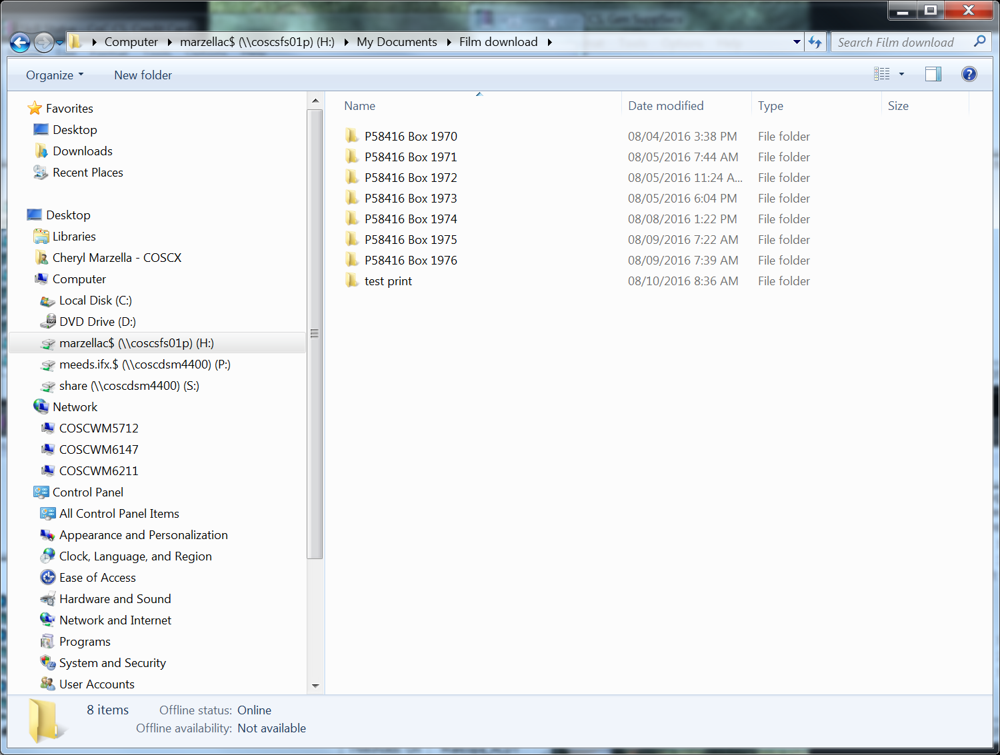 Computer marzellac$ (\\coscsfs01p) (H:) My Documents Film download
Search Film download
Organize New folder
Favorites
Desktop
Downloads
Recent Places
Desktop
Libraries
Cheryl Marzella - COSCX
Computer
Local Disk (C:)
DVD Drive (D:)
marzellac$ (\\coscsfs01p) (H:)
meeds.ifx.$ (\\coscdsm4400) (P:)
share (\\coscdsm4400) (S:)
Network
COSCWM5712
COSCWM6147
COSCWM6211
Control Panel
All Control Panel Items
Appearance and Personalization
Clock, Language, and Region
Ease of Access
Hardware and Sound
Network and Internet
Programs
System and Security
User Accounts
Name Date modified Type Size
P58416 Box 1970 08/04/2016 3:38 PM File folder
P58416 Box 1971 08/05/2016 7:44 AM File folder
P58416 Box 1972 08/05/2016 11:24 A... File folder
P58416 Box 1973 08/05/2016 6:04 PM File folder
P58416 Box 1974 08/08/2016 1:22 PM File folder
P58416 Box 1975 08/09/2016 7:22 AM File folder
P58416 Box 1976 08/09/2016 7:39 AM File folder
test print 08/10/2016 8:36 AM File folder
8 items Offline status: Online
Offline availability: Not available